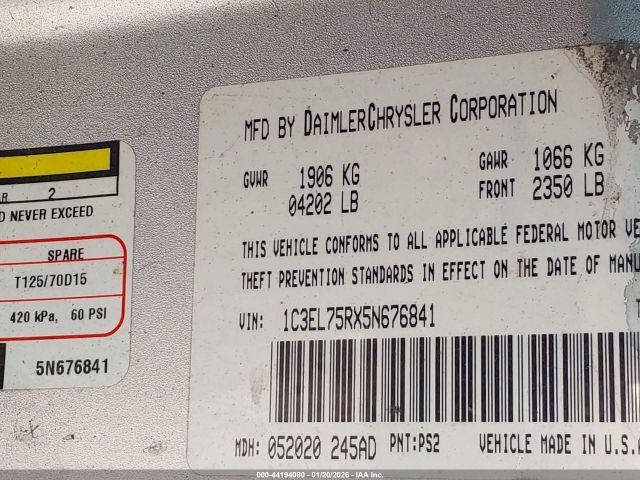 MFD BY DAIMLERCHRYSLER CORPORATION
GVWR 1906 KG
04202 LB
GAWR 1066 KG
FRONT 2350 LB
THIS VEHICLE CONFORMS TO ALL APPLICABLE FEDERAL MOTOR VE
THEFT PREVENTION STANDARDS IN EFFECT ON THE DATE OF MANU
VIN: 1C3EL75RX5N676841
MDH: 052020 245AD PNT:PS2 VEHICLE MADE IN U.S.A
AR 2
D NEVER EXCEED
SPARE
T125/70D15
420 kPa, 60 PSI
5N676841
000-44194080 - 01/20/2026 - IAA Inc.